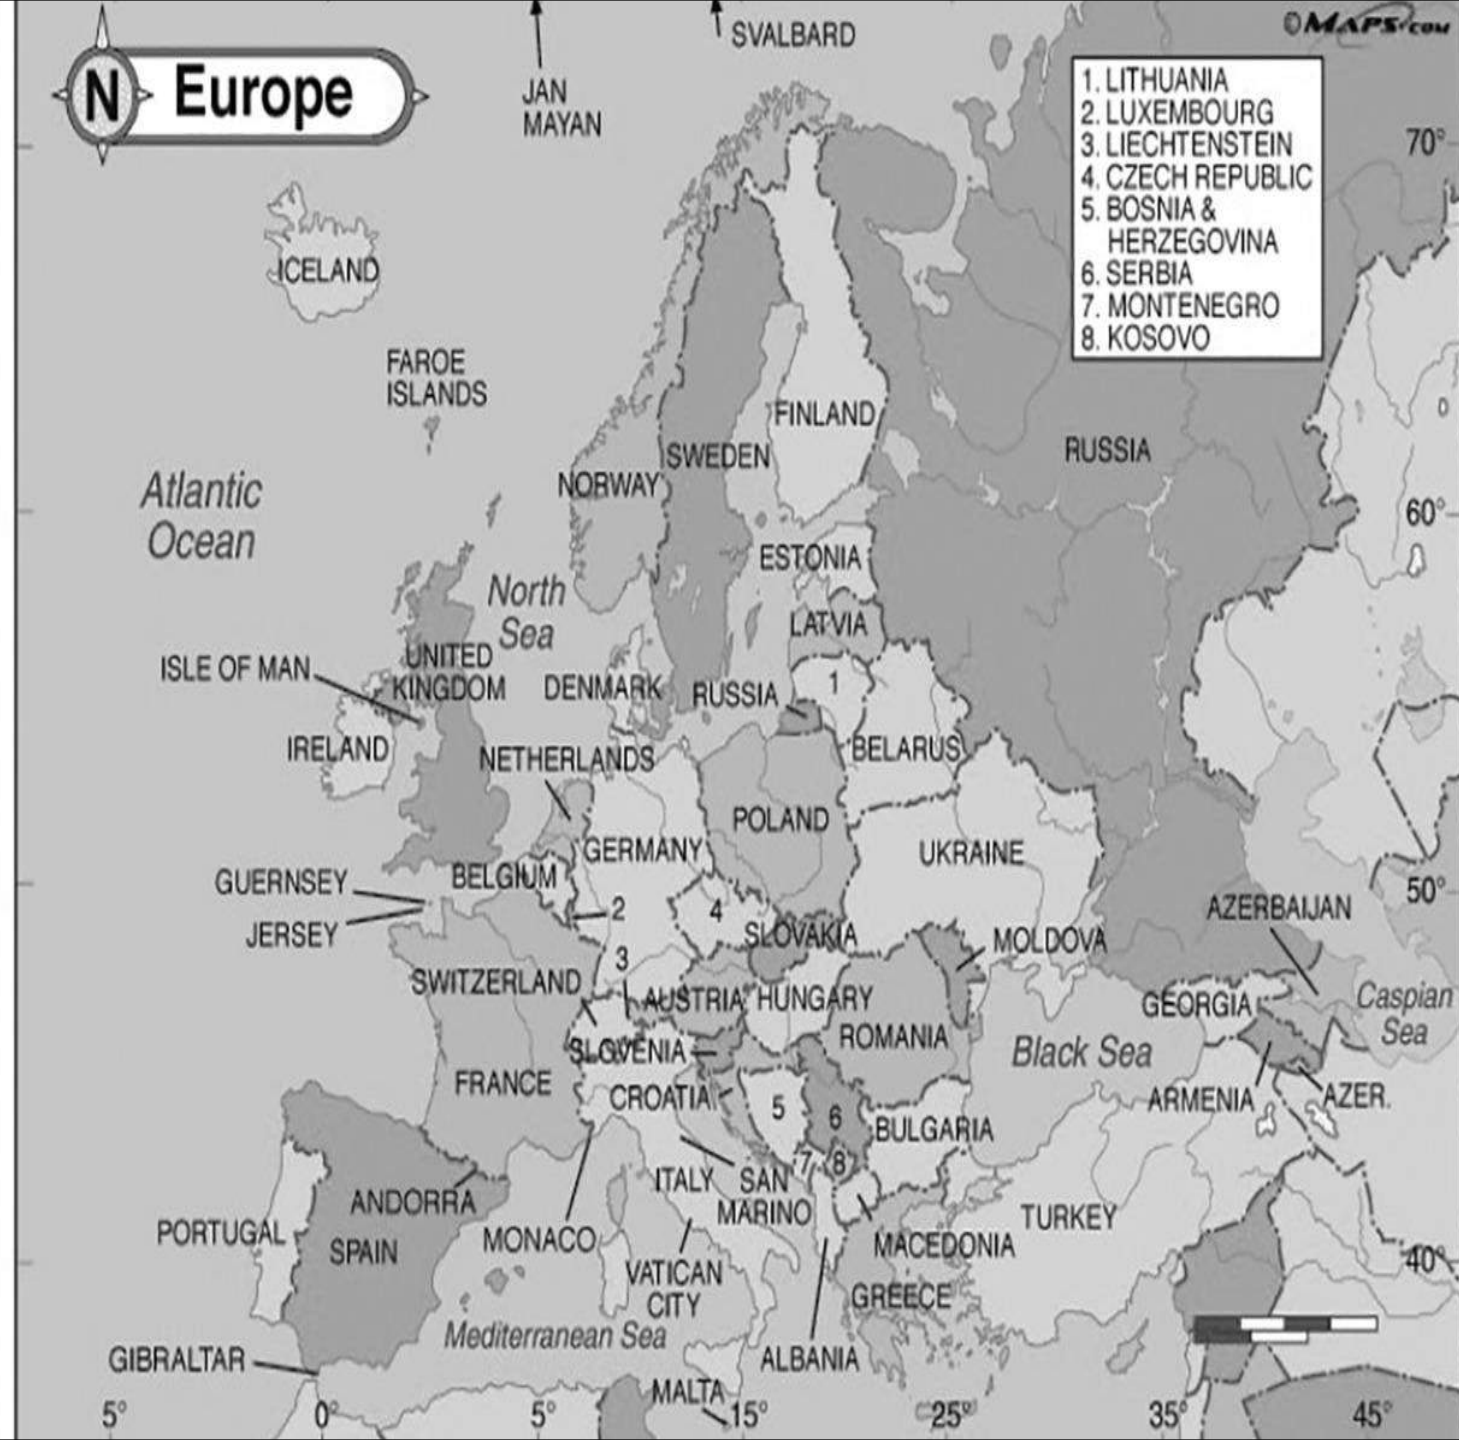 ©MAPS.COM
N Europe
SVALBARD
JAN
MAYAN
1. LITHUANIA
2. LUXEMBOURG
3. LIECHTENSTEIN
4. CZECH REPUBLIC
5. BOSNIA &
HERZEGOVINA
6. SERBIA
7. MONTENEGRO
8. KOSOVO
70°
ICELAND
FAROE
ISLANDS
FINLAND
SWEDEN
NORWAY
RUSSIA
Atlantic
Ocean
60°
ESTONIA
North
Sea
LATVIA
UNITED
KINGDOM
ISLE OF MAN
DENMARK
RUSSIA
1
IRELAND
NETHERLANDS
BELARUS
POLAND
GERMANY
UKRAINE
GUERNSEY
BELGIUM
50°
JERSEY
2
4
AZERBAIJAN
SLOVAKIA
MOLDOVA
3
SWITZERLAND
AUSTRIA
HUNGARY
GEORGIA
Caspian
Sea
ROMANIA
Black Sea
SLOVENIA
FRANCE
CROATIA
5
6
ARMENIA
AZER.
BULGARIA
7
8
ITALY
SAN
MARINO
ANDORRA
PORTUGAL
SPAIN
MONACO
TURKEY
MACEDONIA
40°
VATICAN
CITY
GREECE
Mediterranean Sea
GIBRALTAR
ALBANIA
MALTA
5°
0°
5°
15°
25°
35°
45°